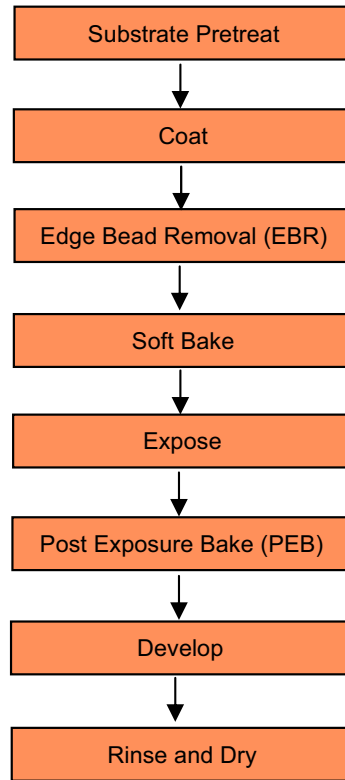 Substrate Pretreat
Coat
Edge Bead Removal (EBR)
Soft Bake
Expose
Post Exposure Bake (PEB)
Develop
Rinse and Dry